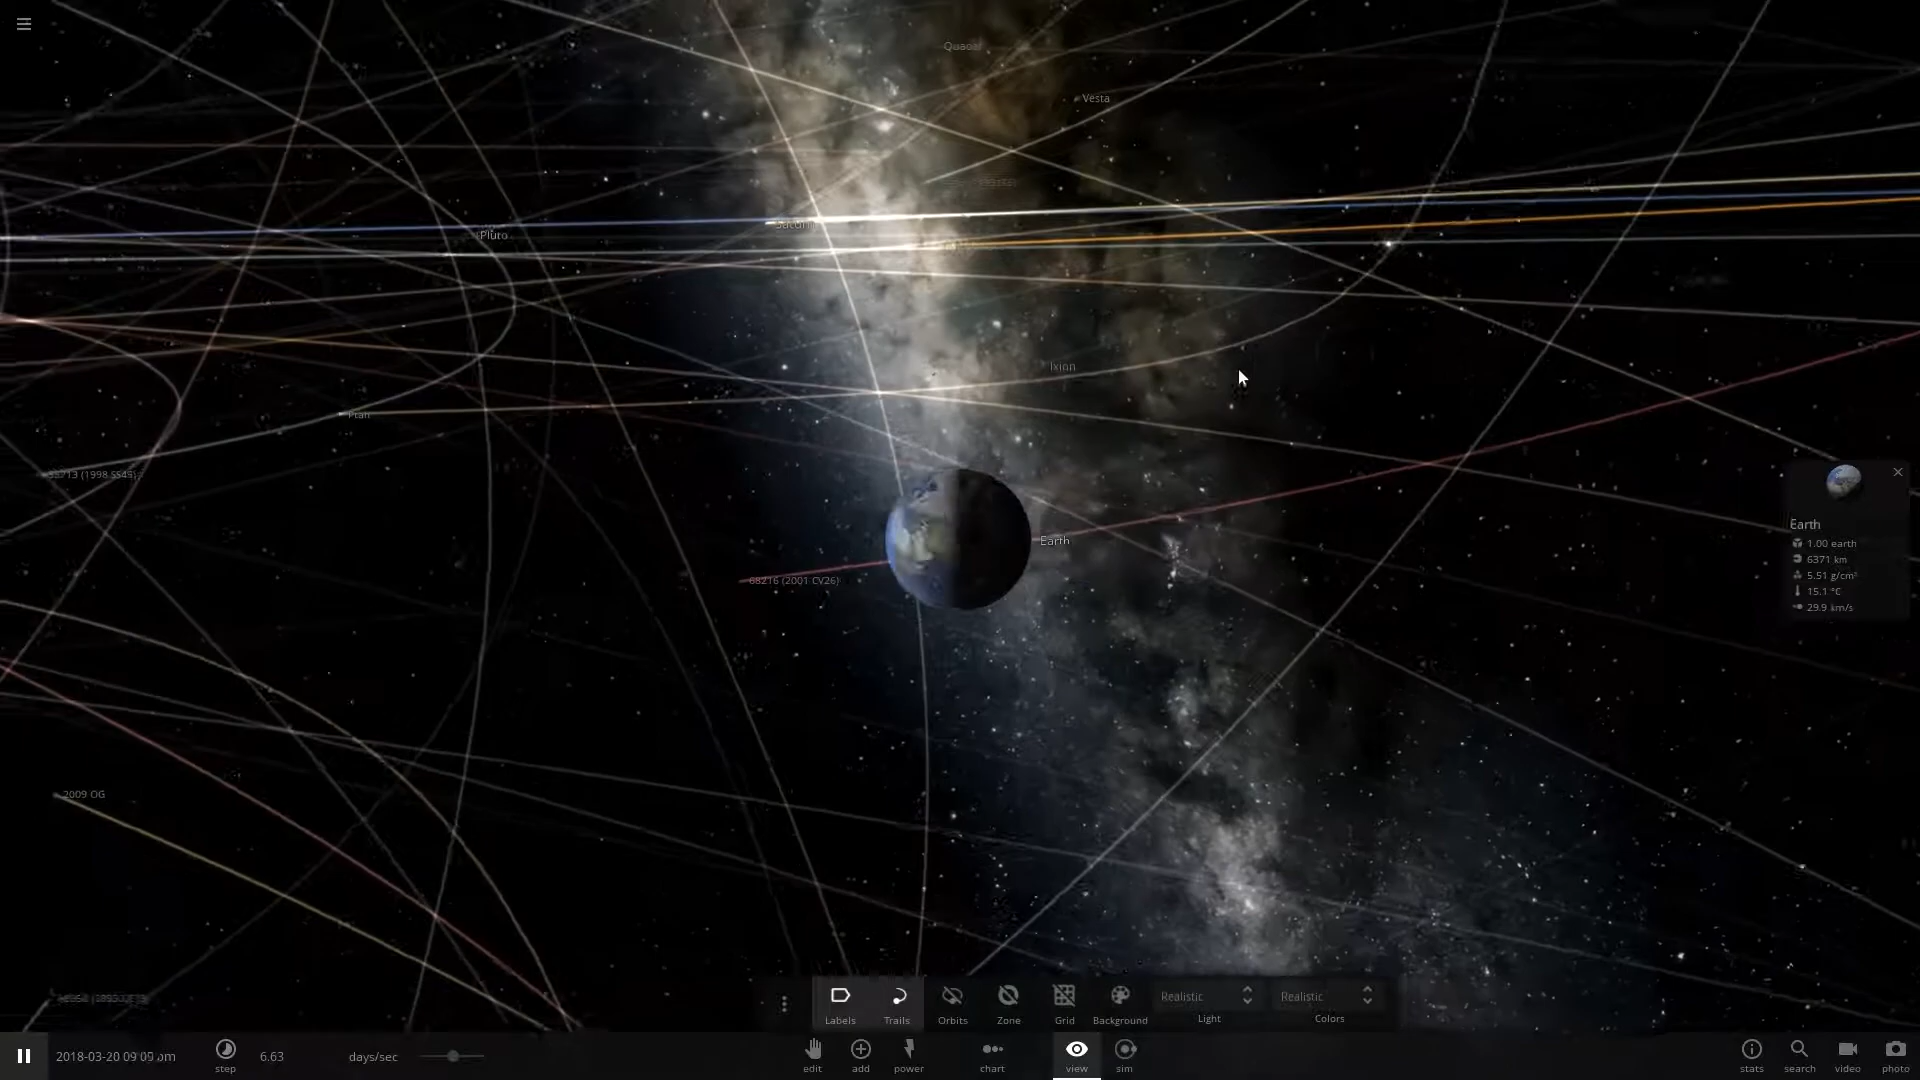 Quaoar
Vesta
Saturn
Pluto
Ixion
Pan
(1998 SS49)
Earth
68216 (2001 CV26)
Earth
1.00 earth
6371 km
5.51 g/cm³
15.1 °C
29.9 km/s
2009 OG
Labels
Trails
Orbits
Zone
Grid
Background
Realistic
Light
Realistic
Colors
2018-03-20 09:05 pm
step
6.63
days/sec
edit
add
power
chart
view
sim
stats
search
video
photo